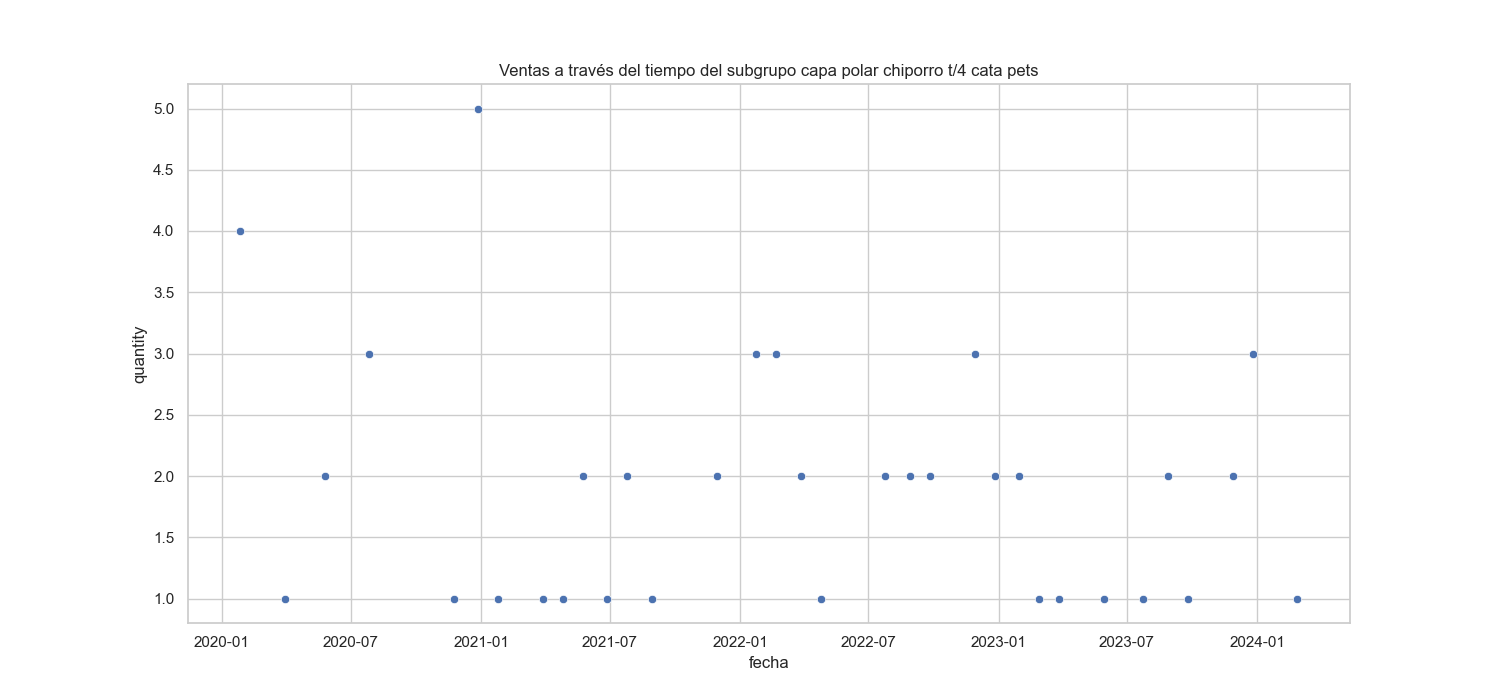 Ventas a través del tiempo del subgrupo capa polar chiporro t/4 cata pets
5.0
4.5
4.0
3.5
3.0
2.5
2.0
1.5
1.0
quantity
2020-01 2020-07 2021-01 2021-07 2022-01 2022-07 2023-01 2023-07 2024-01
fecha